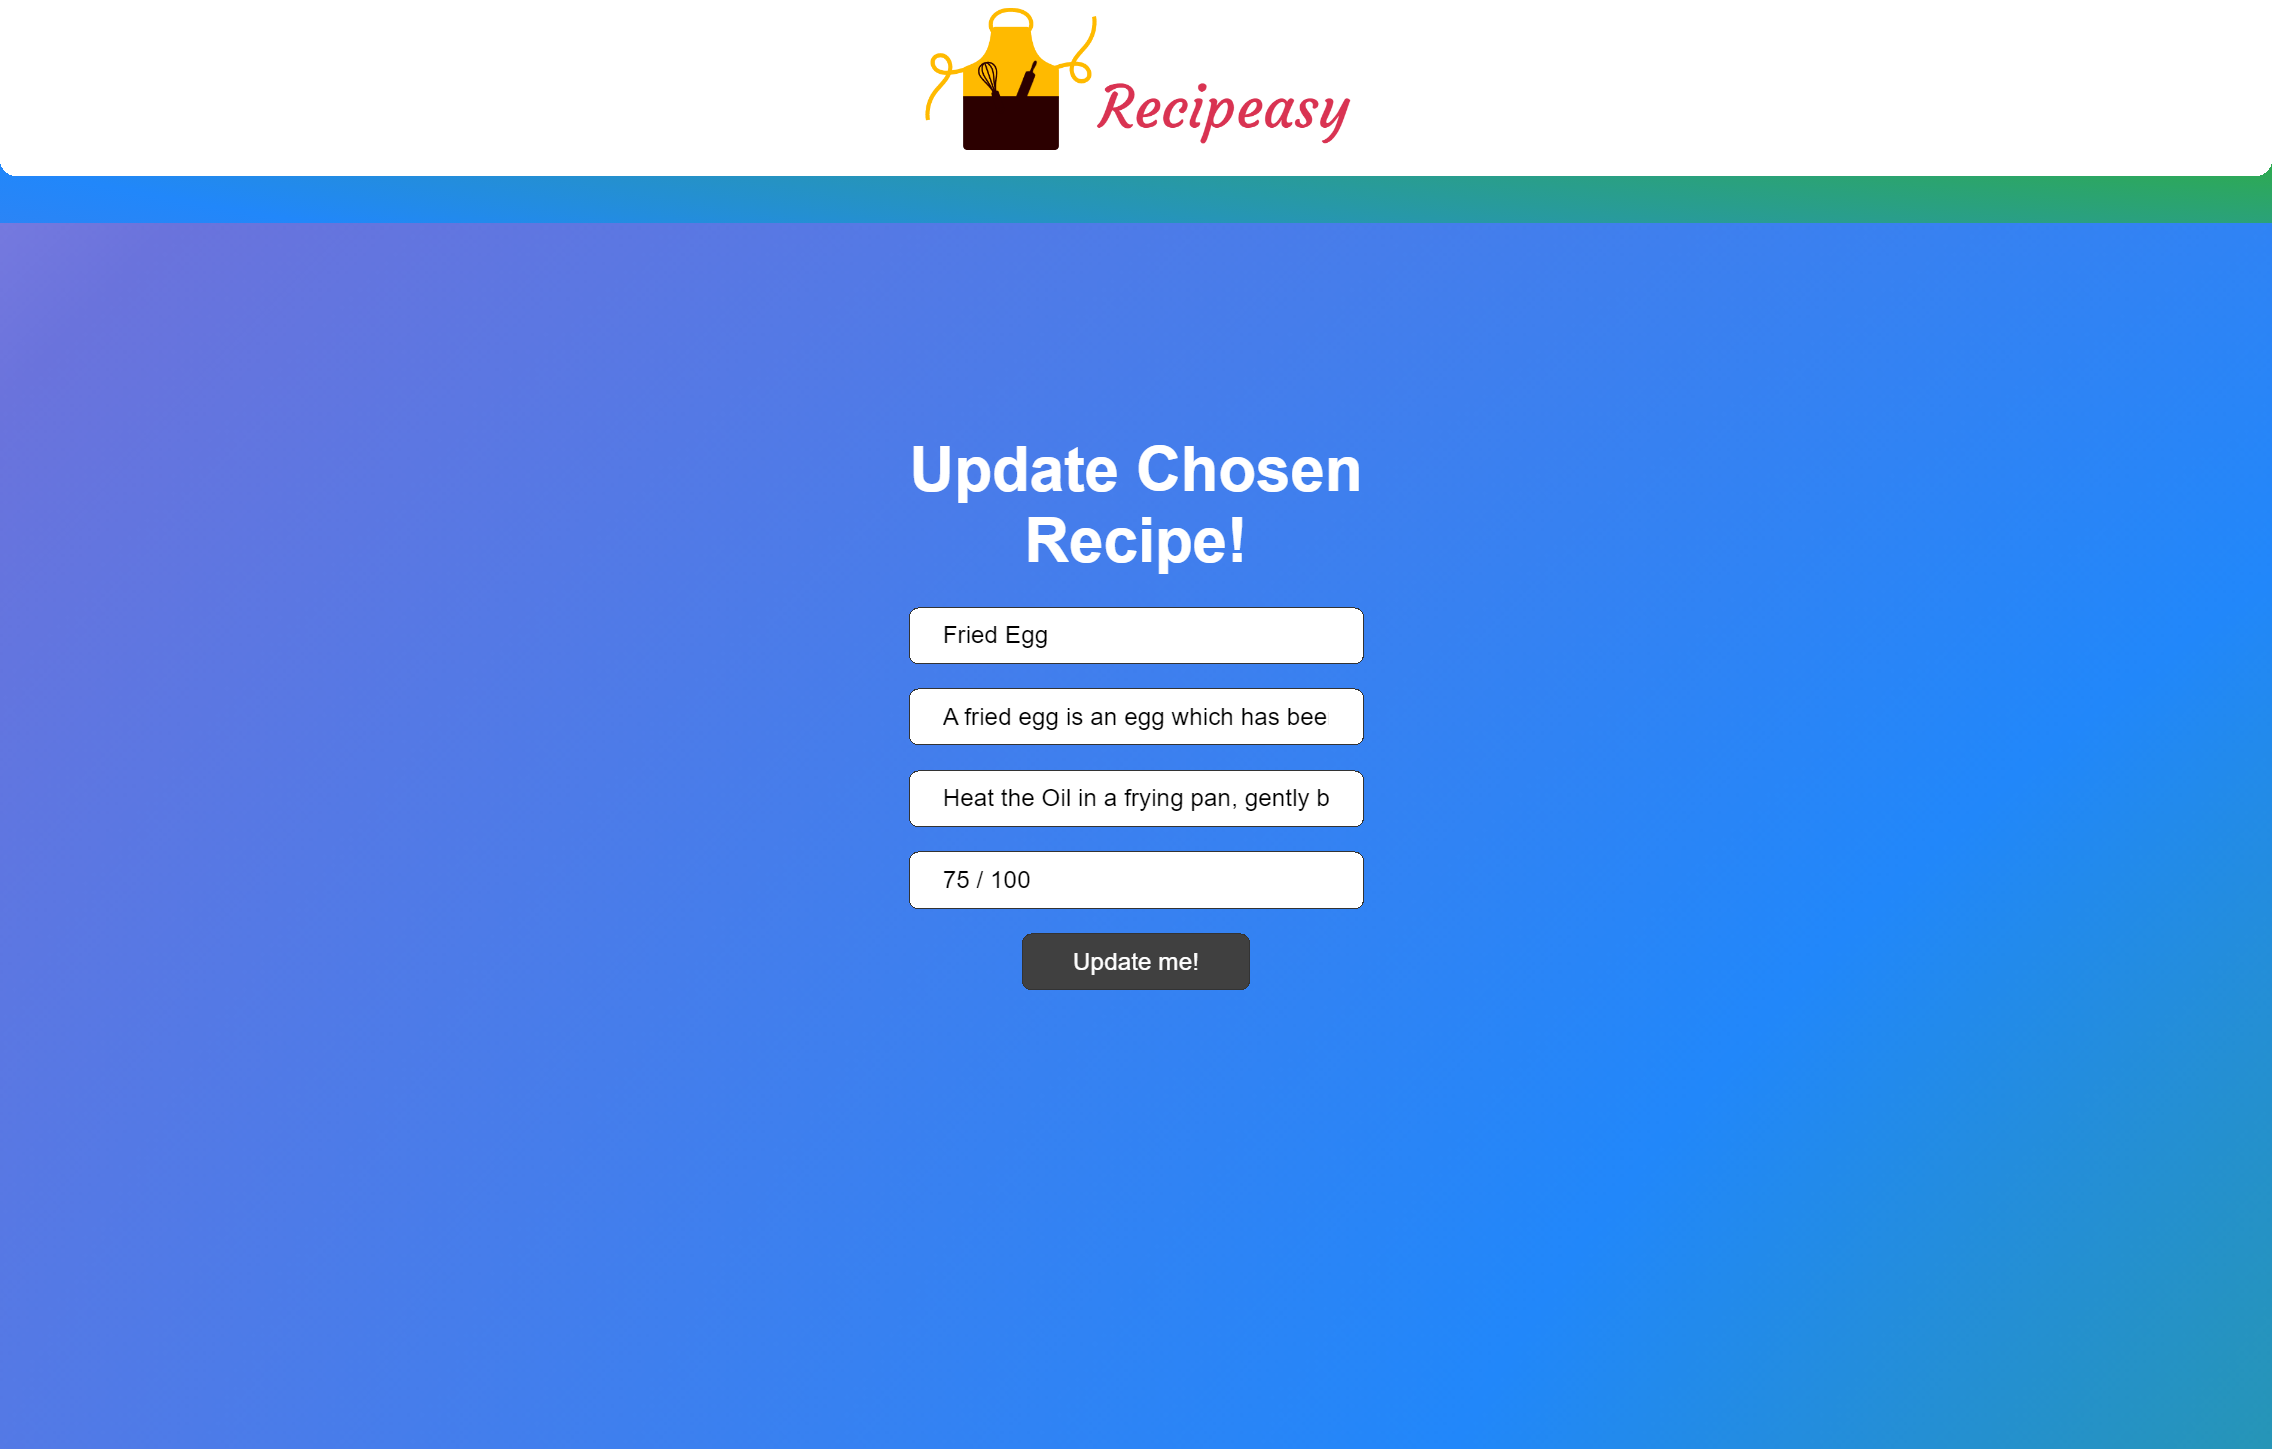 Recipeasy
Update Chosen
Recipe!
Fried Egg
A fried egg is an egg which has bee
Heat the Oil in a frying pan, gently b
75 / 100
Update me!